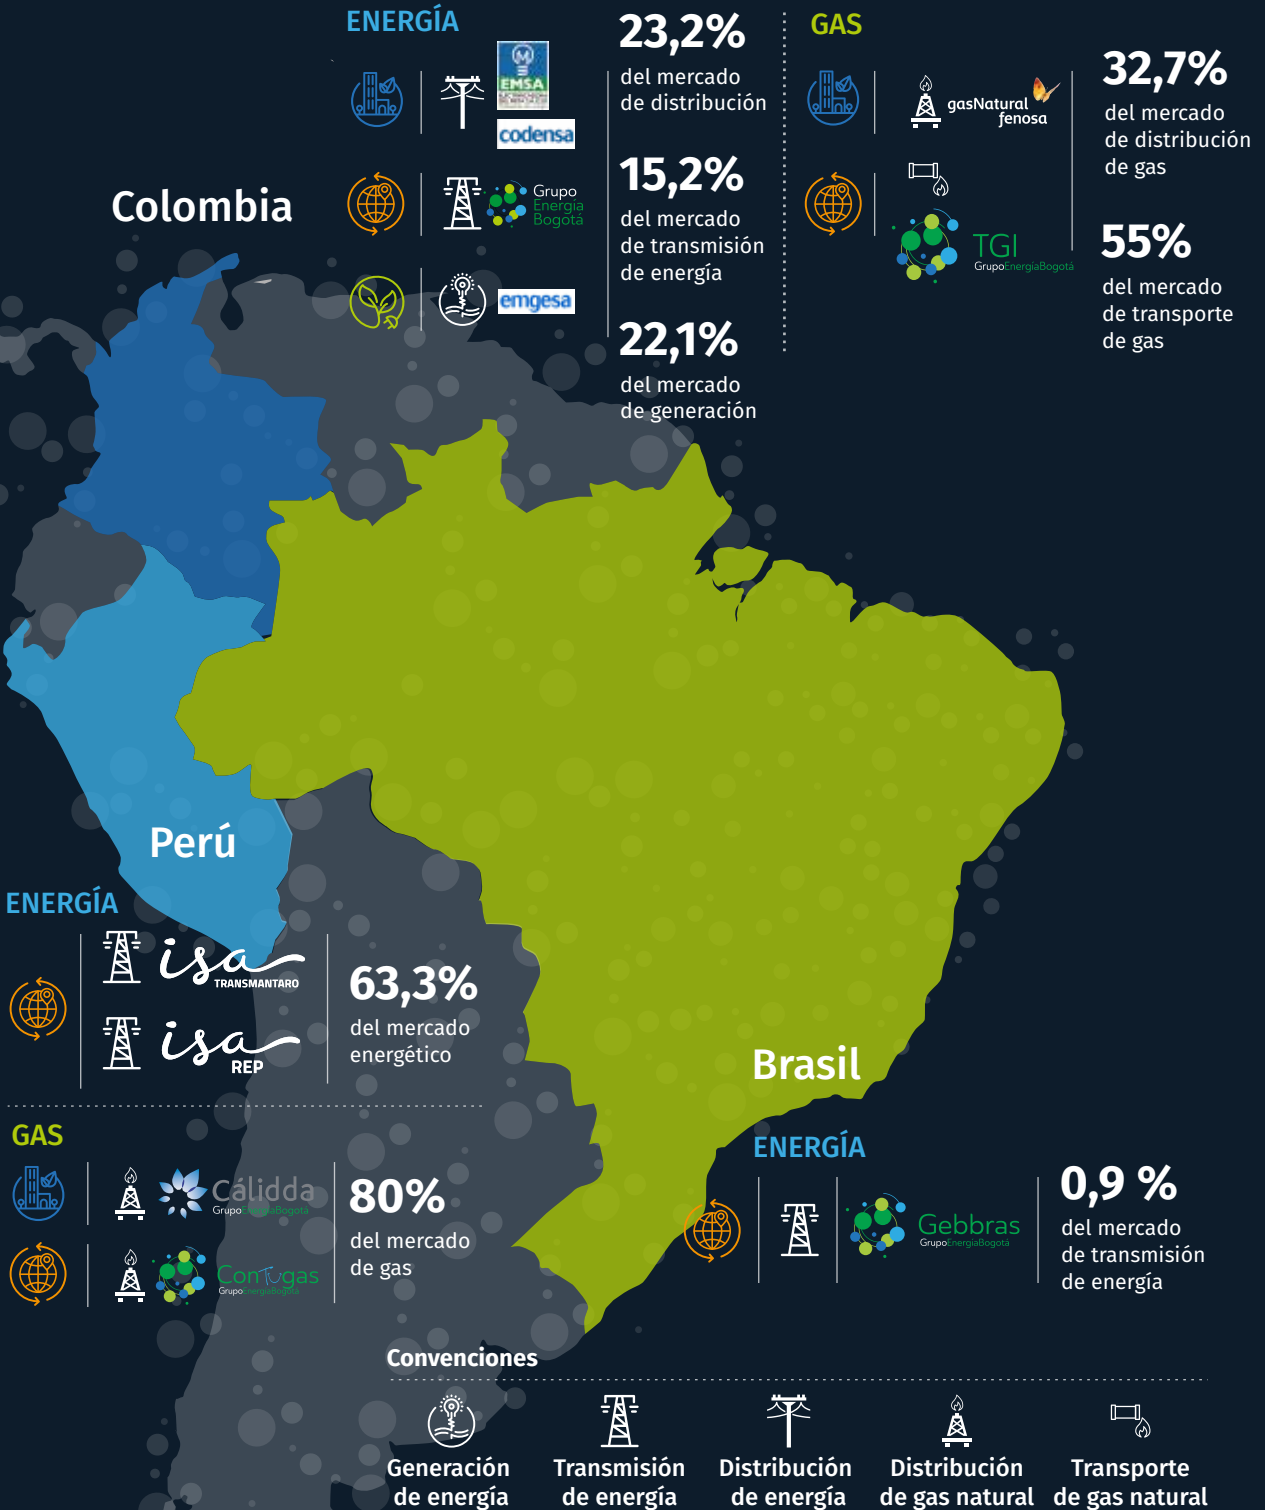 ENERGÍA
EMSA
codensa
Grupo
Energía
Bogotá
emgesa
23,2%
del mercado
de distribución
15,2%
del mercado
de transmisión
de energía
22,1%
del mercado
de generación
GAS
gasNatural
fenosa
TGI
GrupoEnergíaBogotá
32,7%
del mercado
de distribución
de gas
55%
del mercado
de transporte
de gas
Colombia
Perú
ENERGÍA
isa
TRANSMANTARO
isa
REP
63,3%
del mercado
energético
GAS
Cálidda
GrupoEnergíaBogotá
ConTugas
GrupoEnergíaBogotá
80%
del mercado
de gas
Brasil
ENERGÍA
Gebbras
GrupoEnergíaBogotá
0,9 %
del mercado
de transmisión
de energía
Convenciones
Generación
de energía
Transmisión
de energía
Distribución
de energía
Distribución
de gas natural
Transporte
de gas natural